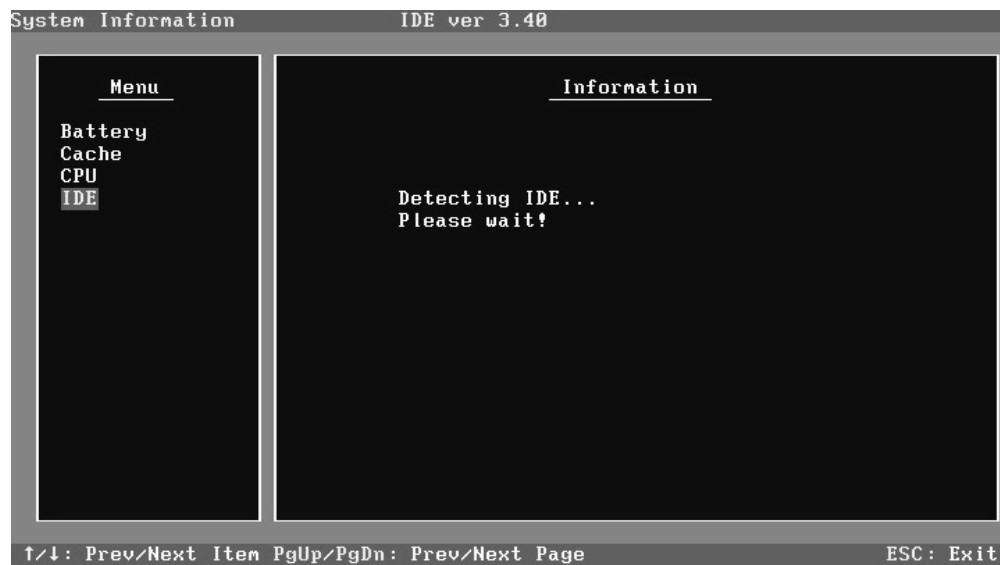 System Information IDE ver 3.40
Menu
Battery
Cache
CPU
IDE
Information
Detecting IDE...
Please wait!
↑/↓: Prev/Next Item PgUp/PgDn: Prev/Next Page ESC: Exit